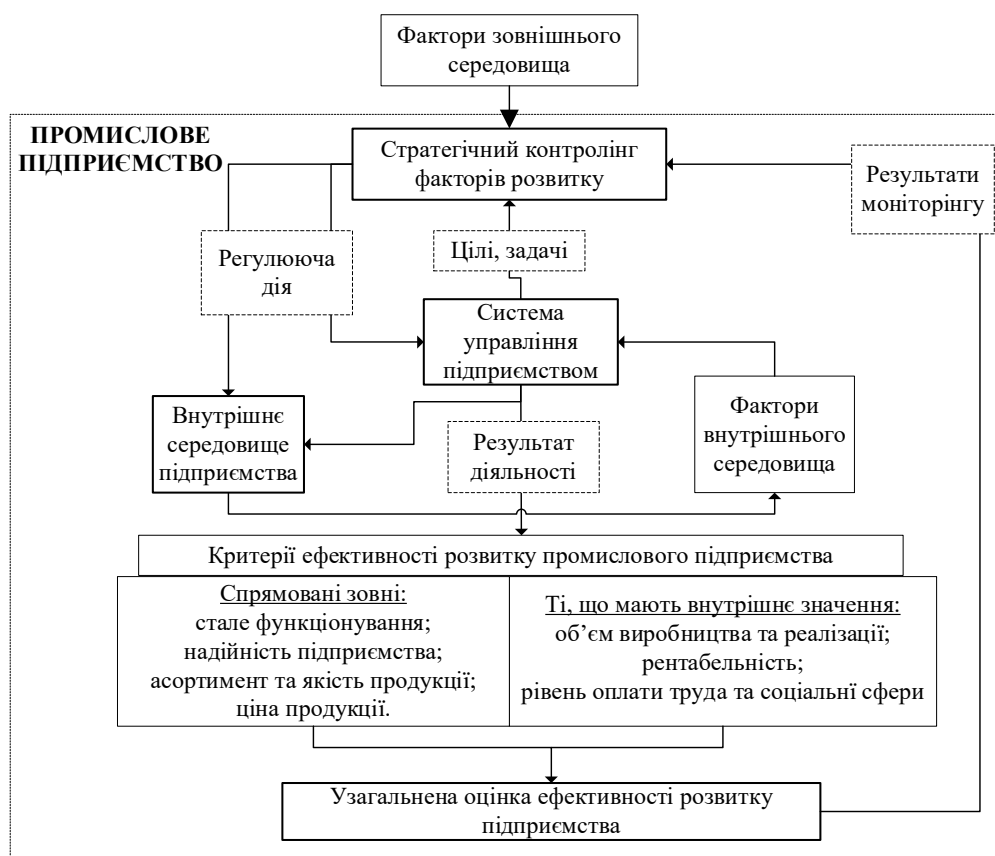 Фактори зовнішнього
середовища
ПРОМИСЛОВЕ
ПІДПРИЄМСТВО
Стратегічний контролінг
факторів розвитку
Результати
моніторінгу
Регулююча
дія
Цілі, задачі
Система
управління
підприємством
Внутрішнє
середовище
підприємства
Результат
діяльності
Фактори
внутрішнього
середовища
Критерії ефективності розвитку промислового підприємства
Спрямовані зовні:
стале функціонування;
надійність підприємства;
асортимент та якість продукції;
ціна продукції.
Ті, що мають внутрішнє значення:
об’єм виробництва та реалізації;
рентабельність;
рівень оплати труда та соціальнї сфери
Узагальнена оцінка ефективності розвитку
підприємства